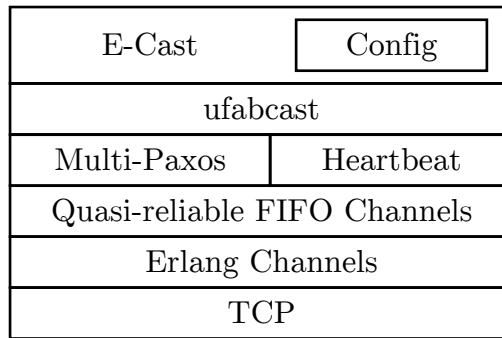 E-Cast Config
ufabcast
Multi-Paxos Heartbeat
Quasi-reliable FIFO Channels
Erlang Channels
TCP